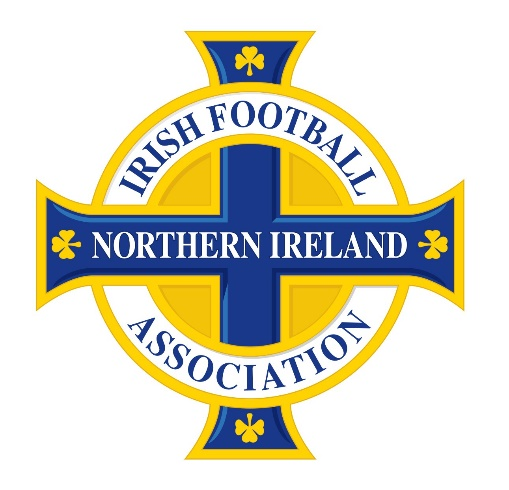 IRISH FOOTBALL
NORTHERN IRELAND
ASSOCIATION